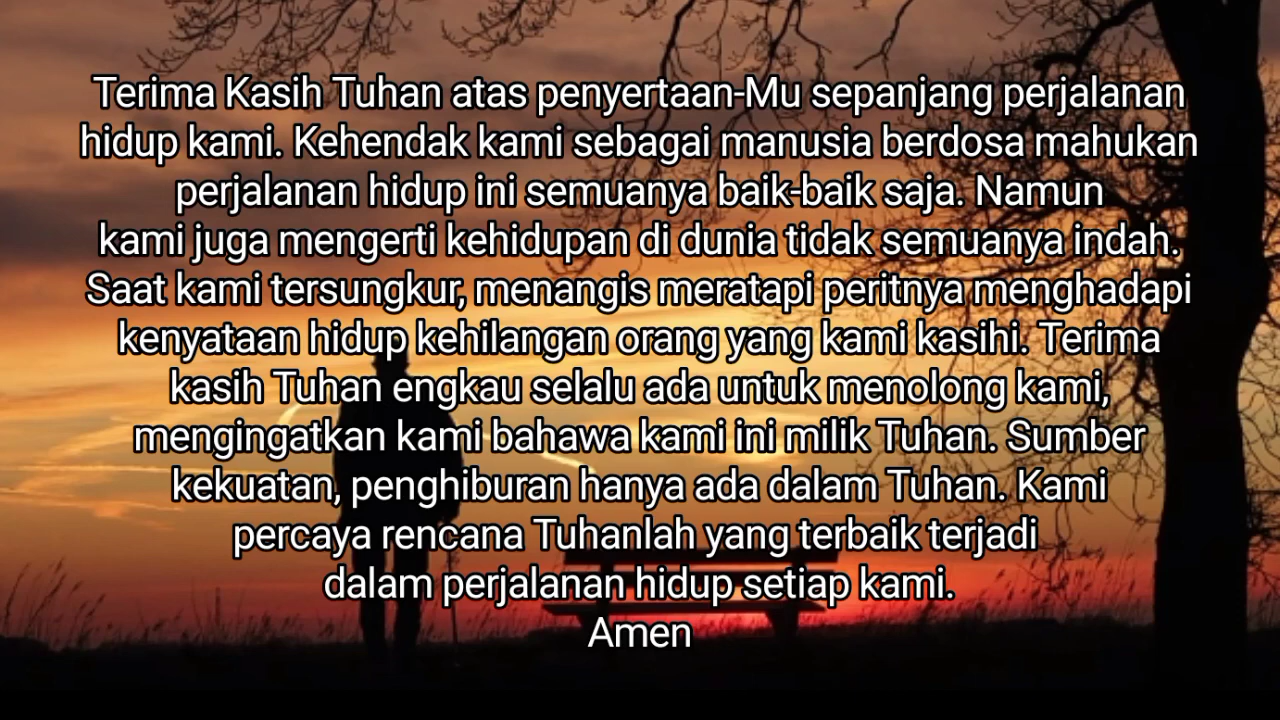 Terima Kasih Tuhan atas penyertaan-Mu sepanjang perjalanan
hidup kami. Kehendak kami sebagai manusia berdosa mahukan
perjalanan hidup ini semuanya baik-baik saja. Namun
kami juga mengerti kehidupan di dunia tidak semuanya indah.
Saat kami tersungkur, menangis meratapi peritnya menghadapi
kenyataan hidup kehilangan orang yang kami kasihi. Terima
kasih Tuhan engkau selalu ada untuk menolong kami,
mengingatkan kami bahawa kami ini milik Tuhan. Sumber
kekuatan, penghiburan hanya ada dalam Tuhan. Kami
percaya rencana Tuhanlah yang terbaik terjadi
dalam perjalanan hidup setiap kami.
Amen